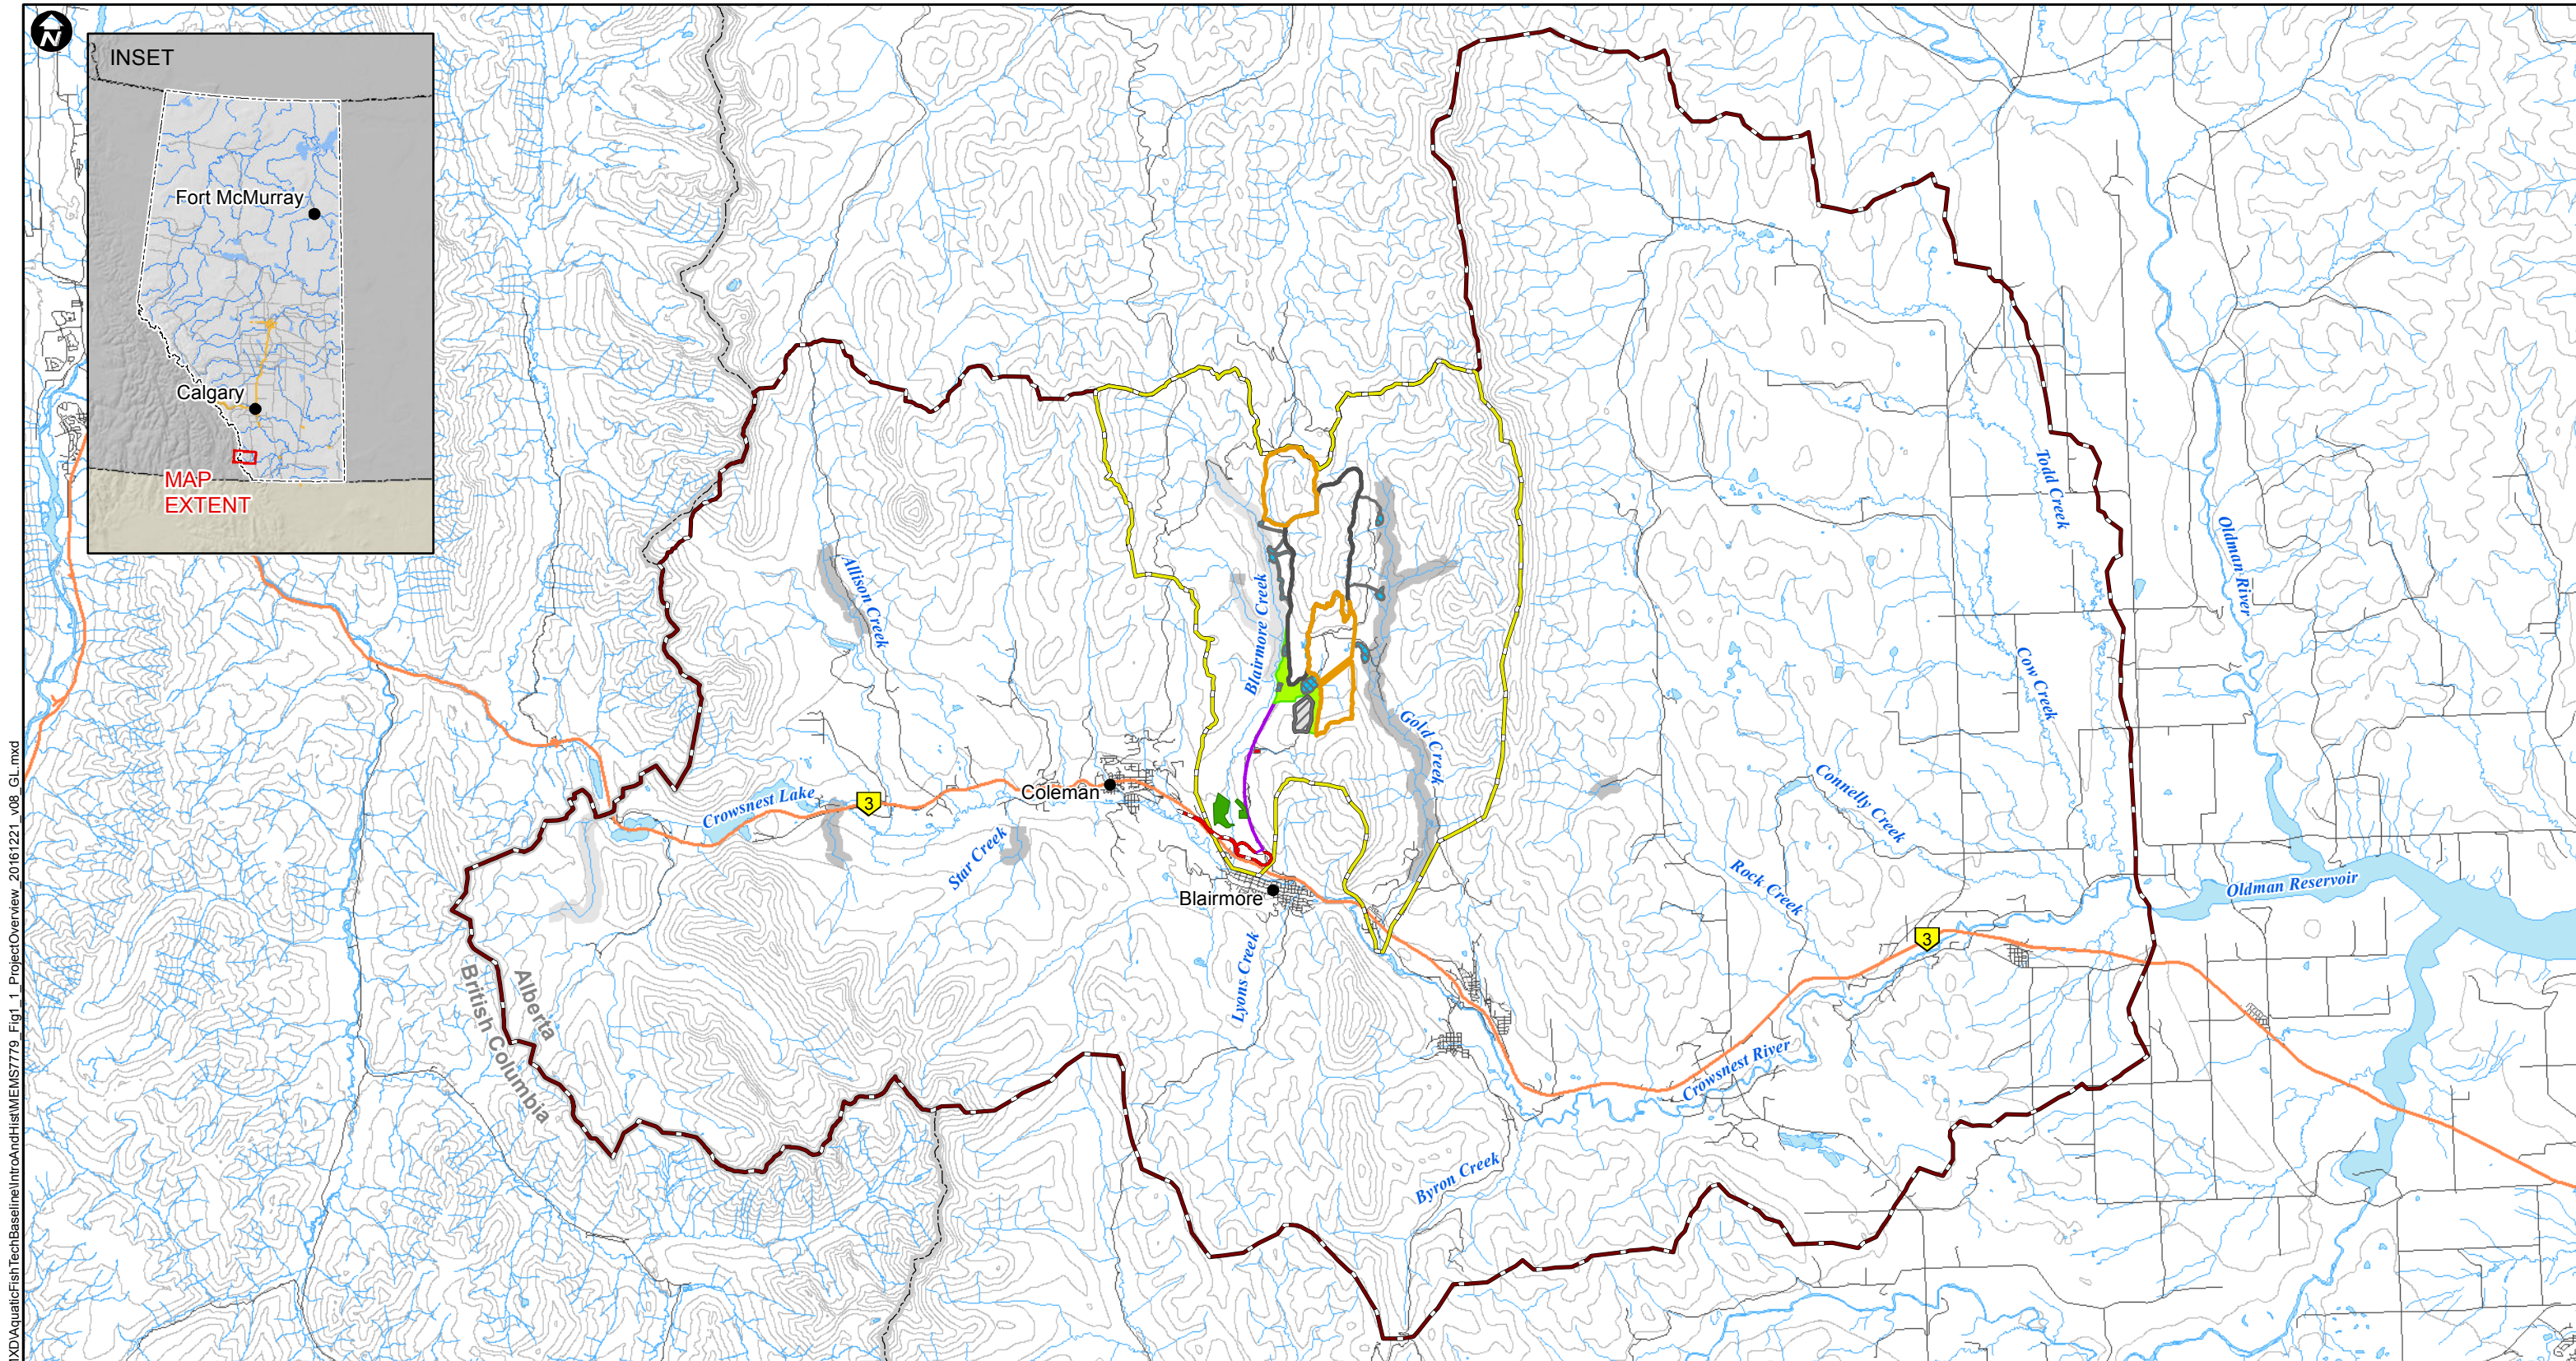 N
INSET
Fort McMurray
Calgary
MAP
EXTENT
Todd Creek
Oldman River
Allison Creek
Blairmore Creek
Cow Creek
Gold Creek
Connelly Creek
Coleman
Crowsnest Lake
3
Star Creek
Rock Creek
Oldman Reservoir
Blairmore
3
Lyons Creek
Alberta
British Columbia
Crowsnest River
Byron Creek
XD\AquaticFishTechBaseline\IntroAndHist\MEMS7779_Fig1_1_ProjectOverview_20161221_v08_GL.mxd